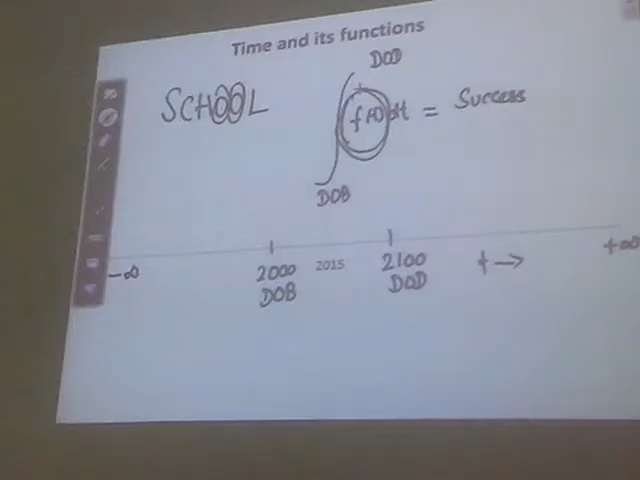 Time and its functions
DOD
SCHOOL
f(t)dt = Success
DOB
-∞ 2000 2015 2100 t → +∞
DOB DOD